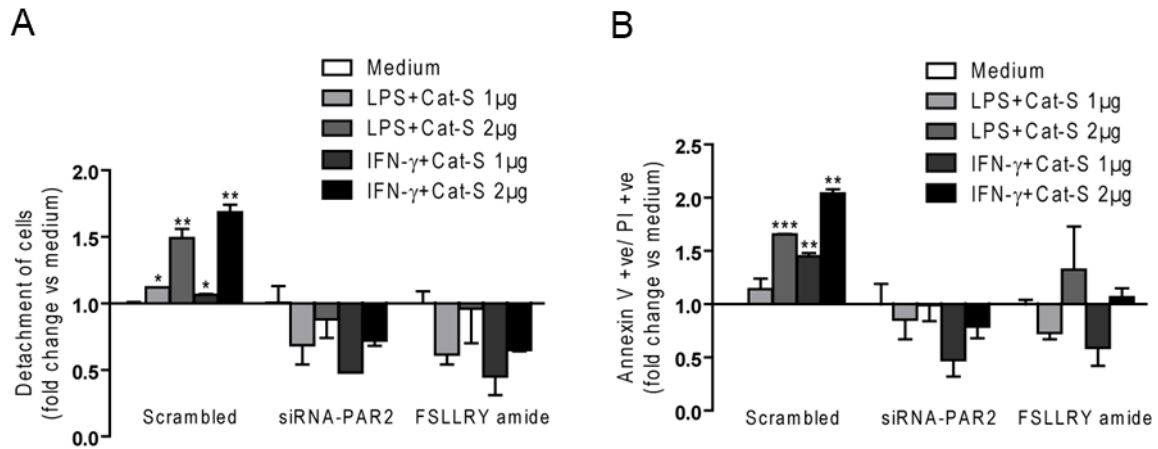 A
Medium
LPS+Cat-S 1µg
LPS+Cat-S 2µg
IFN-γ+Cat-S 1µg
IFN-γ+Cat-S 2µg
Detachment of cells
(fold change vs medium)
2.0
1.5
1.0
0.5
0.0
*
**
*
**
Scrambled
siRNA-PAR2
FSLLRY amide
B
Medium
LPS+Cat-S 1µg
LPS+Cat-S 2µg
IFN-γ+Cat-S 1µg
IFN-γ+Cat-S 2µg
Annexin V +ve/ PI +ve
(fold change vs medium)
2.5
2.0
1.5
1.0
0.5
0.0
***
**
**
Scrambled
siRNA-PAR2
FSLLRY amide